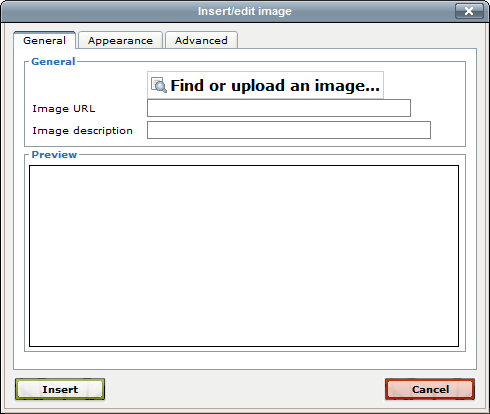 Insert/edit image
General Appearance Advanced
General
Find or upload an image...
Image URL
Image description
Preview
Insert Cancel